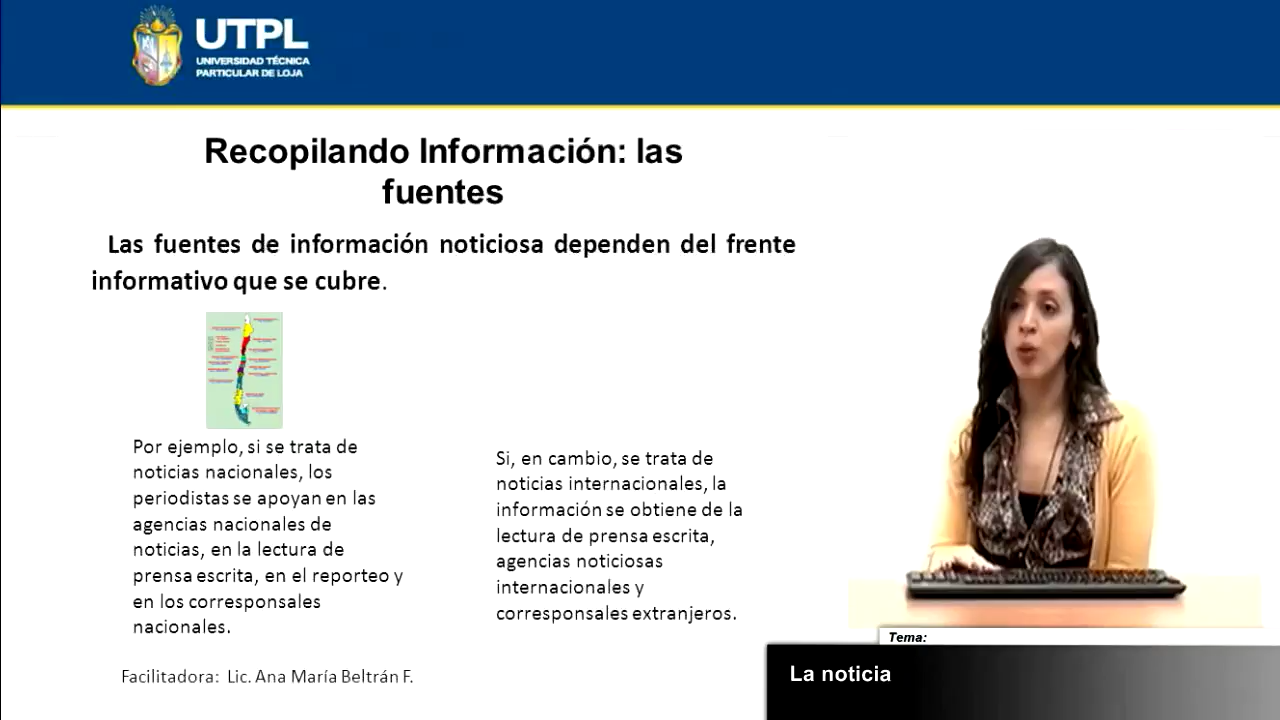 UTPL
UNIVERSIDAD TÉCNICA
PARTICULAR DE LOJA
Recopilando Información: las
fuentes
Las fuentes de información noticiosa dependen del frente
informativo que se cubre.
Por ejemplo, si se trata de
noticias nacionales, los
periodistas se apoyan en las
agencias nacionales de
noticias, en la lectura de
prensa escrita, en el reporteo y
en los corresponsales
nacionales.
Si, en cambio, se trata de
noticias internacionales, la
información se obtiene de la
lectura de prensa escrita,
agencias noticiosas
internacionales y
corresponsales extranjeros.
Facilitadora: Lic. Ana María Beltrán F.
Tema:
La noticia